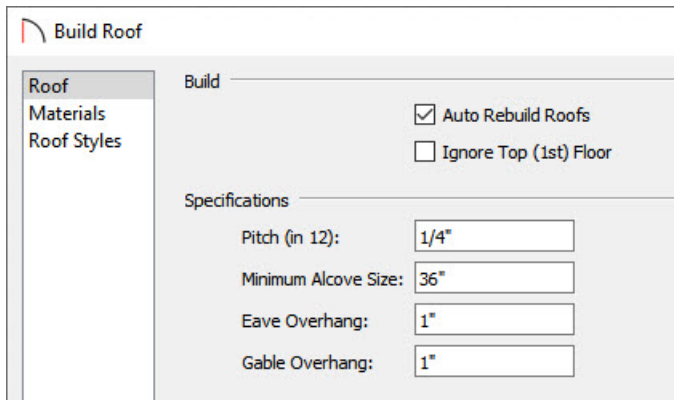 Build Roof
Roof
Materials
Roof Styles
Build
Auto Rebuild Roofs
Ignore Top (1st) Floor
Specifications
Pitch (in 12): 1/4"
Minimum Alcove Size: 36"
Eave Overhang: 1"
Gable Overhang: 1"